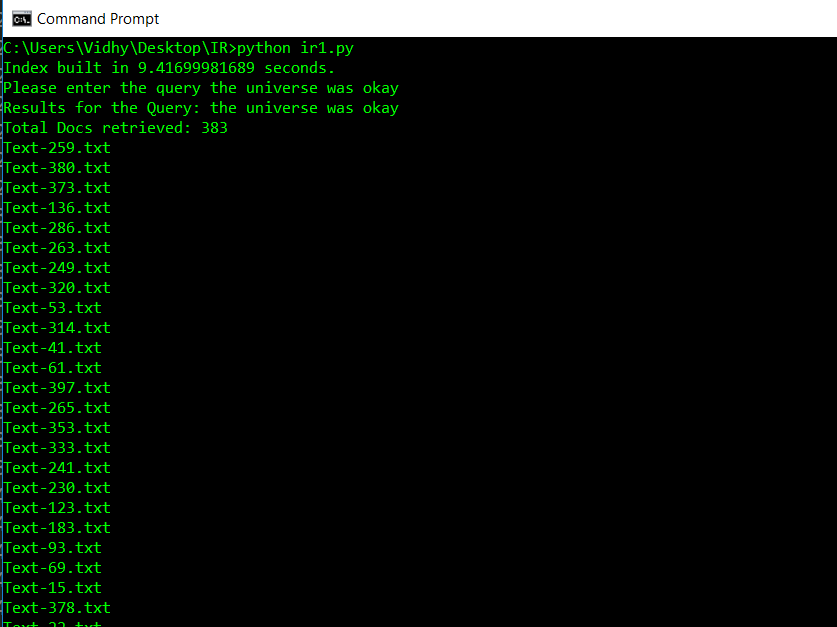 Command Prompt
C:\Users\Vidhy\Desktop\IR>python ir1.py
Index built in 9.41699981689 seconds.
Please enter the query the universe was okay
Results for the Query: the universe was okay
Total Docs retrieved: 383
Text-259.txt
Text-380.txt
Text-373.txt
Text-136.txt
Text-286.txt
Text-263.txt
Text-249.txt
Text-320.txt
Text-53.txt
Text-314.txt
Text-41.txt
Text-61.txt
Text-397.txt
Text-265.txt
Text-353.txt
Text-333.txt
Text-241.txt
Text-230.txt
Text-123.txt
Text-183.txt
Text-93.txt
Text-69.txt
Text-15.txt
Text-378.txt